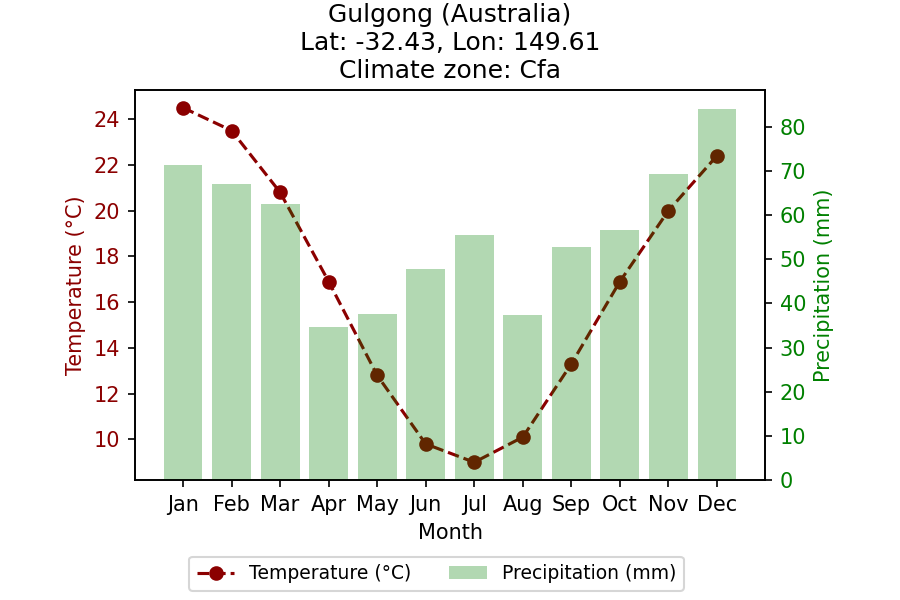 Gulgong (Australia)
Lat: -32.43, Lon: 149.61
Climate zone: Cfa
Temperature (°C)
24
22
20
18
16
14
12
10
Precipitation (mm)
80
70
60
50
40
30
20
10
0
Jan Feb Mar Apr May Jun Jul Aug Sep Oct Nov Dec
Month
Temperature (°C) Precipitation (mm)